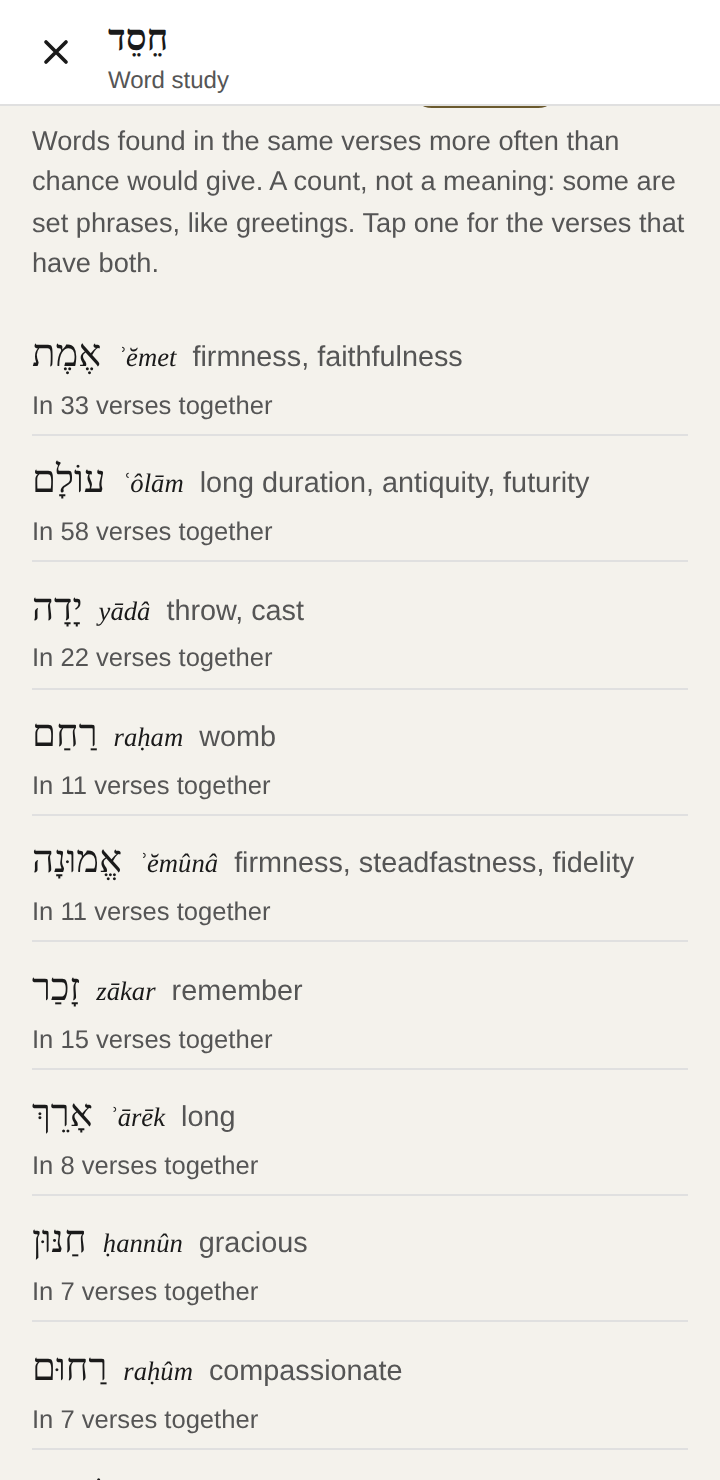 חֵסֵד
Word study
Words found in the same verses more often than
chance would give. A count, not a meaning: some are
set phrases, like greetings. Tap one for the verses that
have both.
אֱמֶת ʾĕmet firmness, faithfulness
In 33 verses together
עוֹלָם ʿôlām long duration, antiquity, futurity
In 58 verses together
יָדָה yādâ throw, cast
In 22 verses together
רַחַם raḥam womb
In 11 verses together
אֱמוּנָה ʾĕmûnâ firmness, steadfastness, fidelity
In 11 verses together
זָכַר zākar remember
In 15 verses together
אָרֵךְ ʾārēk long
In 8 verses together
חַנּוּן ḥannûn gracious
In 7 verses together
רַחוּם raḥûm compassionate
In 7 verses together